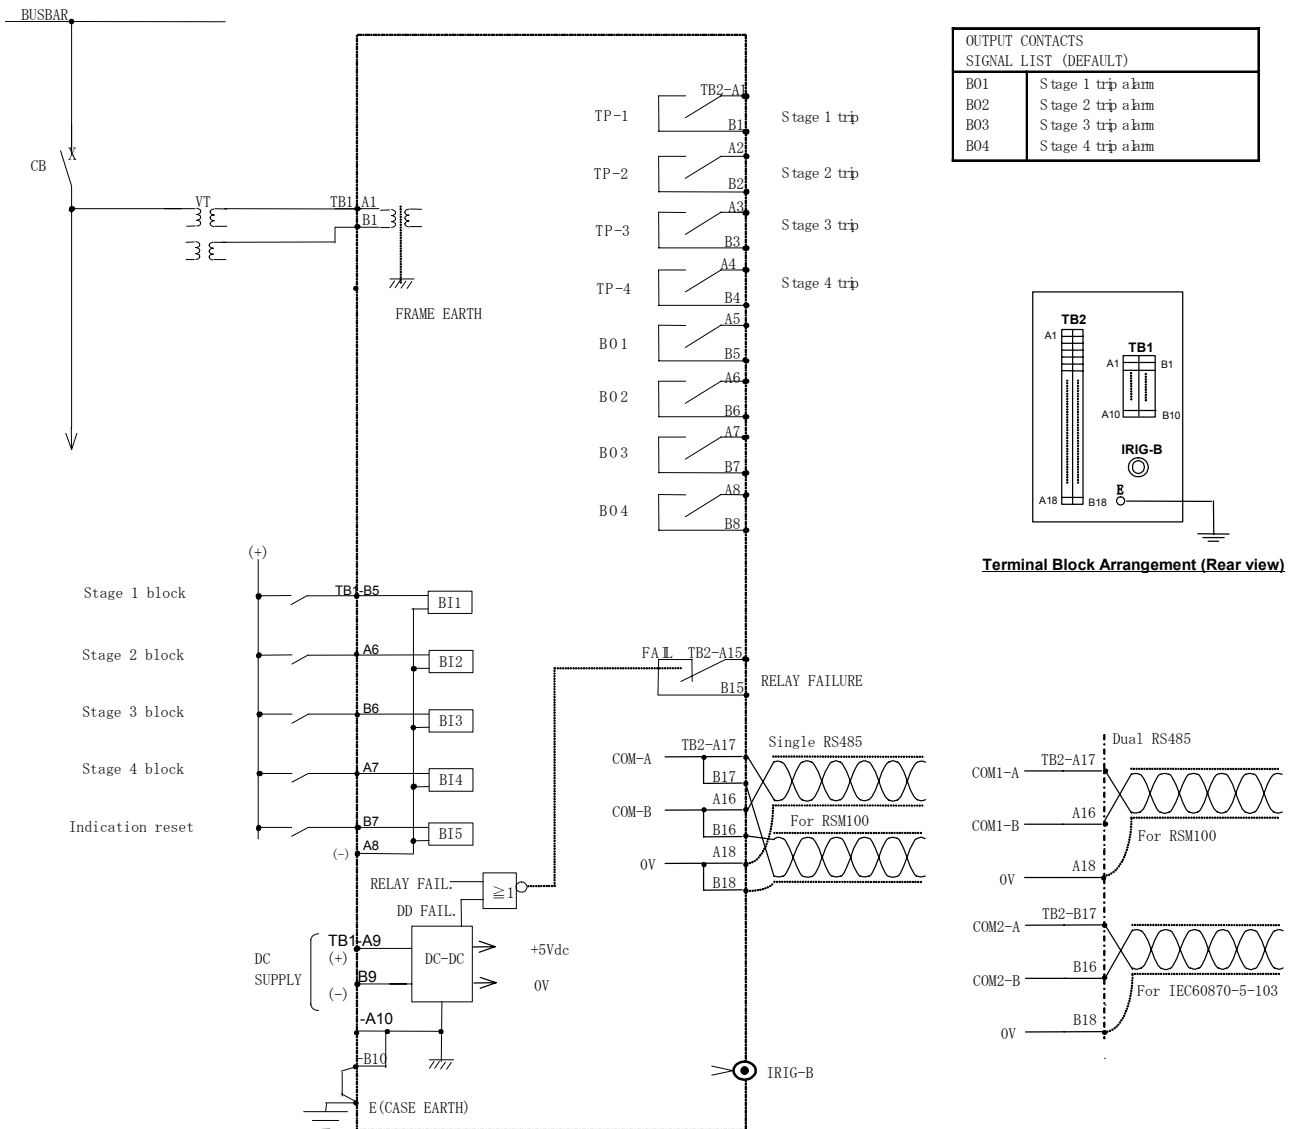 BUSBAR
CB
X
VT
TB1 A1
B1
FRAME EARTH
TP-1
TB2-A1
B1
Stage 1 trip
TP-2
A2
B2
Stage 2 trip
TP-3
A3
B3
Stage 3 trip
TP-4
A4
B4
Stage 4 trip
BO1
A5
B5
BO2
A6
B6
BO3
A7
B7
BO4
A8
B8
OUTPUT CONTACTS
SIGNAL LIST (DEFAULT)
BO1 Stage 1 trip alarm
BO2 Stage 2 trip alarm
BO3 Stage 3 trip alarm
BO4 Stage 4 trip alarm
TB2
A1
TB1
A1 B1
A10 B10
IRIG-B
E
A18 B18
Terminal Block Arrangement (Rear view)
(+)
Stage 1 block
TB1-B5
BI1
Stage 2 block
A6
BI2
Stage 3 block
B6
BI3
Stage 4 block
A7
BI4
Indication reset
B7
BI5
(-)
A8
RELAY FAIL.
≧1
DD FAIL.
DC
SUPPLY
TB1-A9
(+)
B9
(-)
DC-DC
+5Vdc
0V
-A10
-B10
E(CASE EARTH)
FAIL
TB2-A15
B15
RELAY FAILURE
COM-A
TB2-A17
B17
Single RS485
COM-B
A16
B16
For RSM100
0V
A18
B18
IRIG-B
Dual RS485
COM1-A
TB2-A17
COM1-B
A16
For RSM100
0V
A18
COM2-A
TB2-B17
COM2-B
B16
For IEC60870-5-103
0V
B18